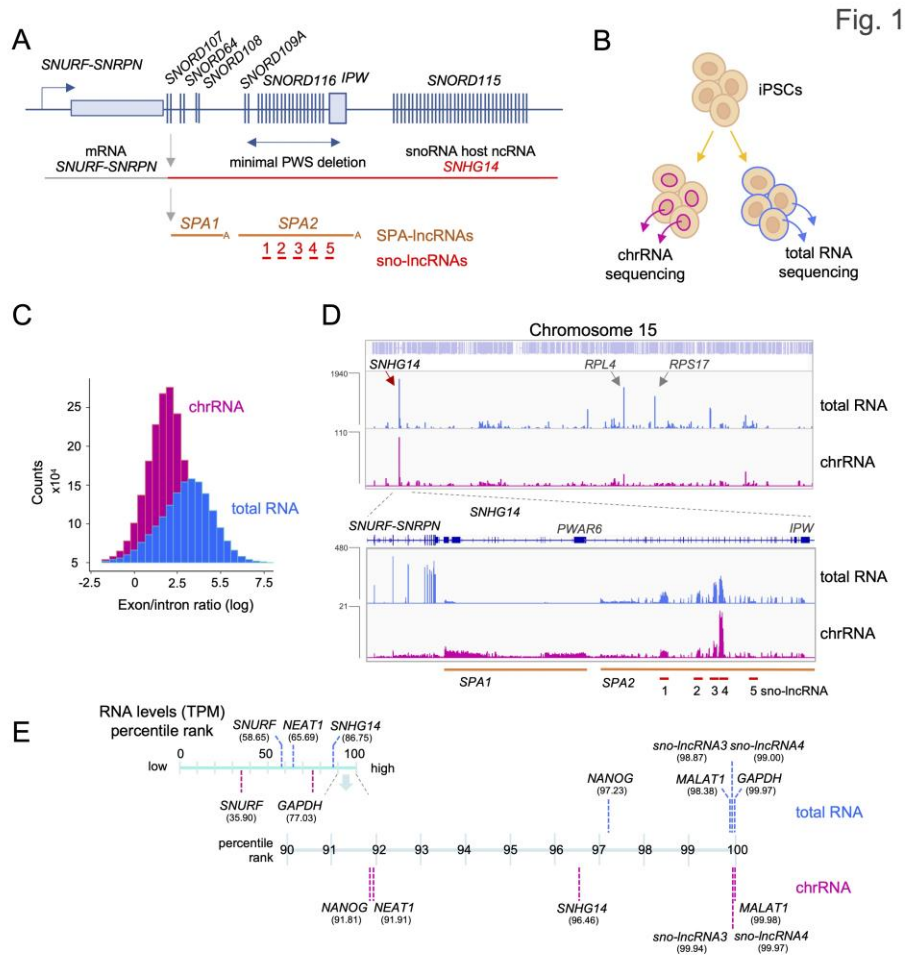 Fig. 1
A
SNURF-SNRPN
SNORD107
SNORD64
SNORD108
SNORD109A
SNORD116
IPW
SNORD115
mRNA
SNURF-SNRPN
minimal PWS deletion
snoRNA host ncRNA
SNHG14
SPA1
A
SPA2
A
SPA-lncRNAs
1 2 3 4 5
sno-lncRNAs
B
iPSCs
chrRNA
sequencing
total RNA
sequencing
C
chrRNA
total RNA
Counts
x10⁴
25
20
15
10
5
-2.5 0 2.5 5.5 8.0
Exon/intron ratio (log)
D
Chromosome 15
SNHG14
RPL4
RPS17
1940
total RNA
110
chrRNA
SNHG14
SNURF-SNRPN
PWAR6
IPW
480
total RNA
21
chrRNA
SPA1
SPA2
1 2 3 4 5 sno-lncRNA
E
RNA levels (TPM)
percentile rank
SNURF
(58.65)
NEAT1
(65.69)
SNHG14
(86.75)
0 50 100
low
high
SNURF
(35.90)
GAPDH
(77.03)
NANOG
(97.23)
sno-lncRNA3
(98.87)
sno-lncRNA4
(99.00)
MALAT1
(98.38)
GAPDH
(99.97)
total RNA
percentile
rank
90 91 92 93 94 95 96 97 98 99 100
chrRNA
NANOG
(91.81)
NEAT1
(91.91)
SNHG14
(96.46)
MALAT1
(99.98)
sno-lncRNA3
(99.94)
sno-lncRNA4
(99.97)